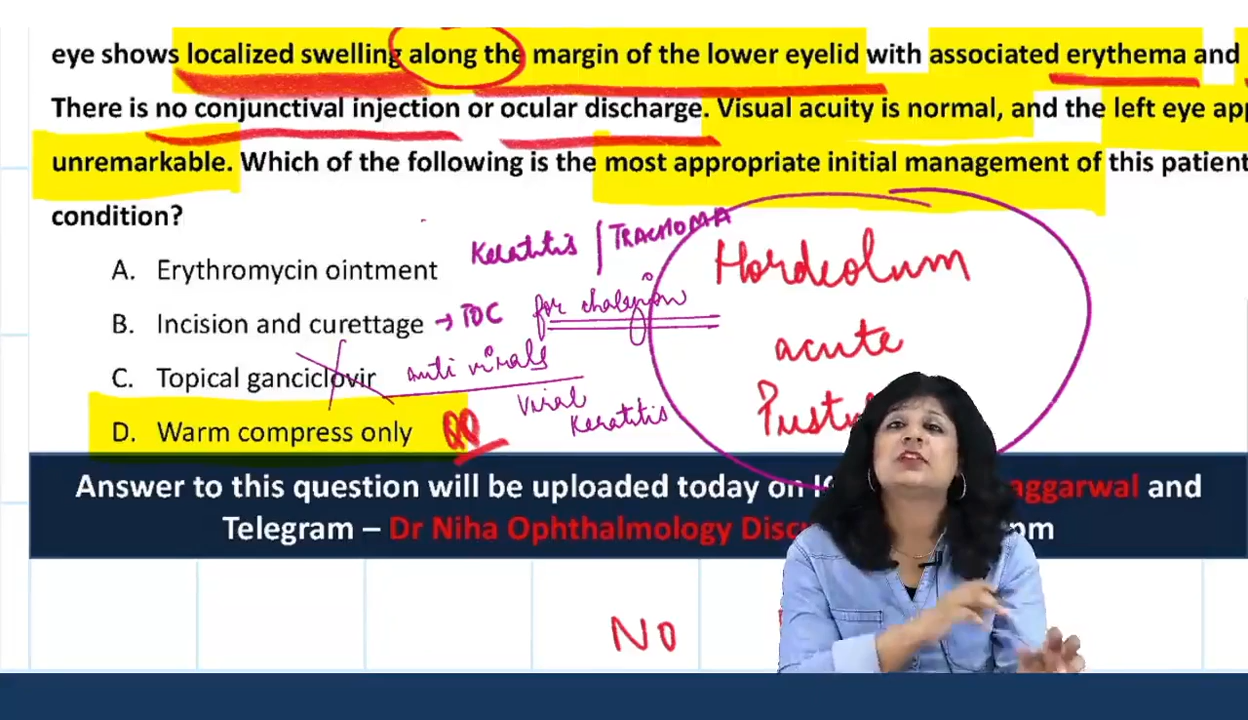 eye shows localized swelling along the margin of the lower eyelid with associated erythema and
There is no conjunctival injection or ocular discharge. Visual acuity is normal, and the left eye app
unremarkable. Which of the following is the most appropriate initial management of this patient
condition?
Keratitis / TRACHOMA
Hordeolum
acute
A. Erythromycin ointment
B. Incision and curettage → TOC for chalazion
C. Topical ganciclovir anti virals
Viral
Keratitis
D. Warm compress only
Answer to this question will be uploaded today on aggarwal and
Telegram – Dr Niha Ophthalmology pm
NO